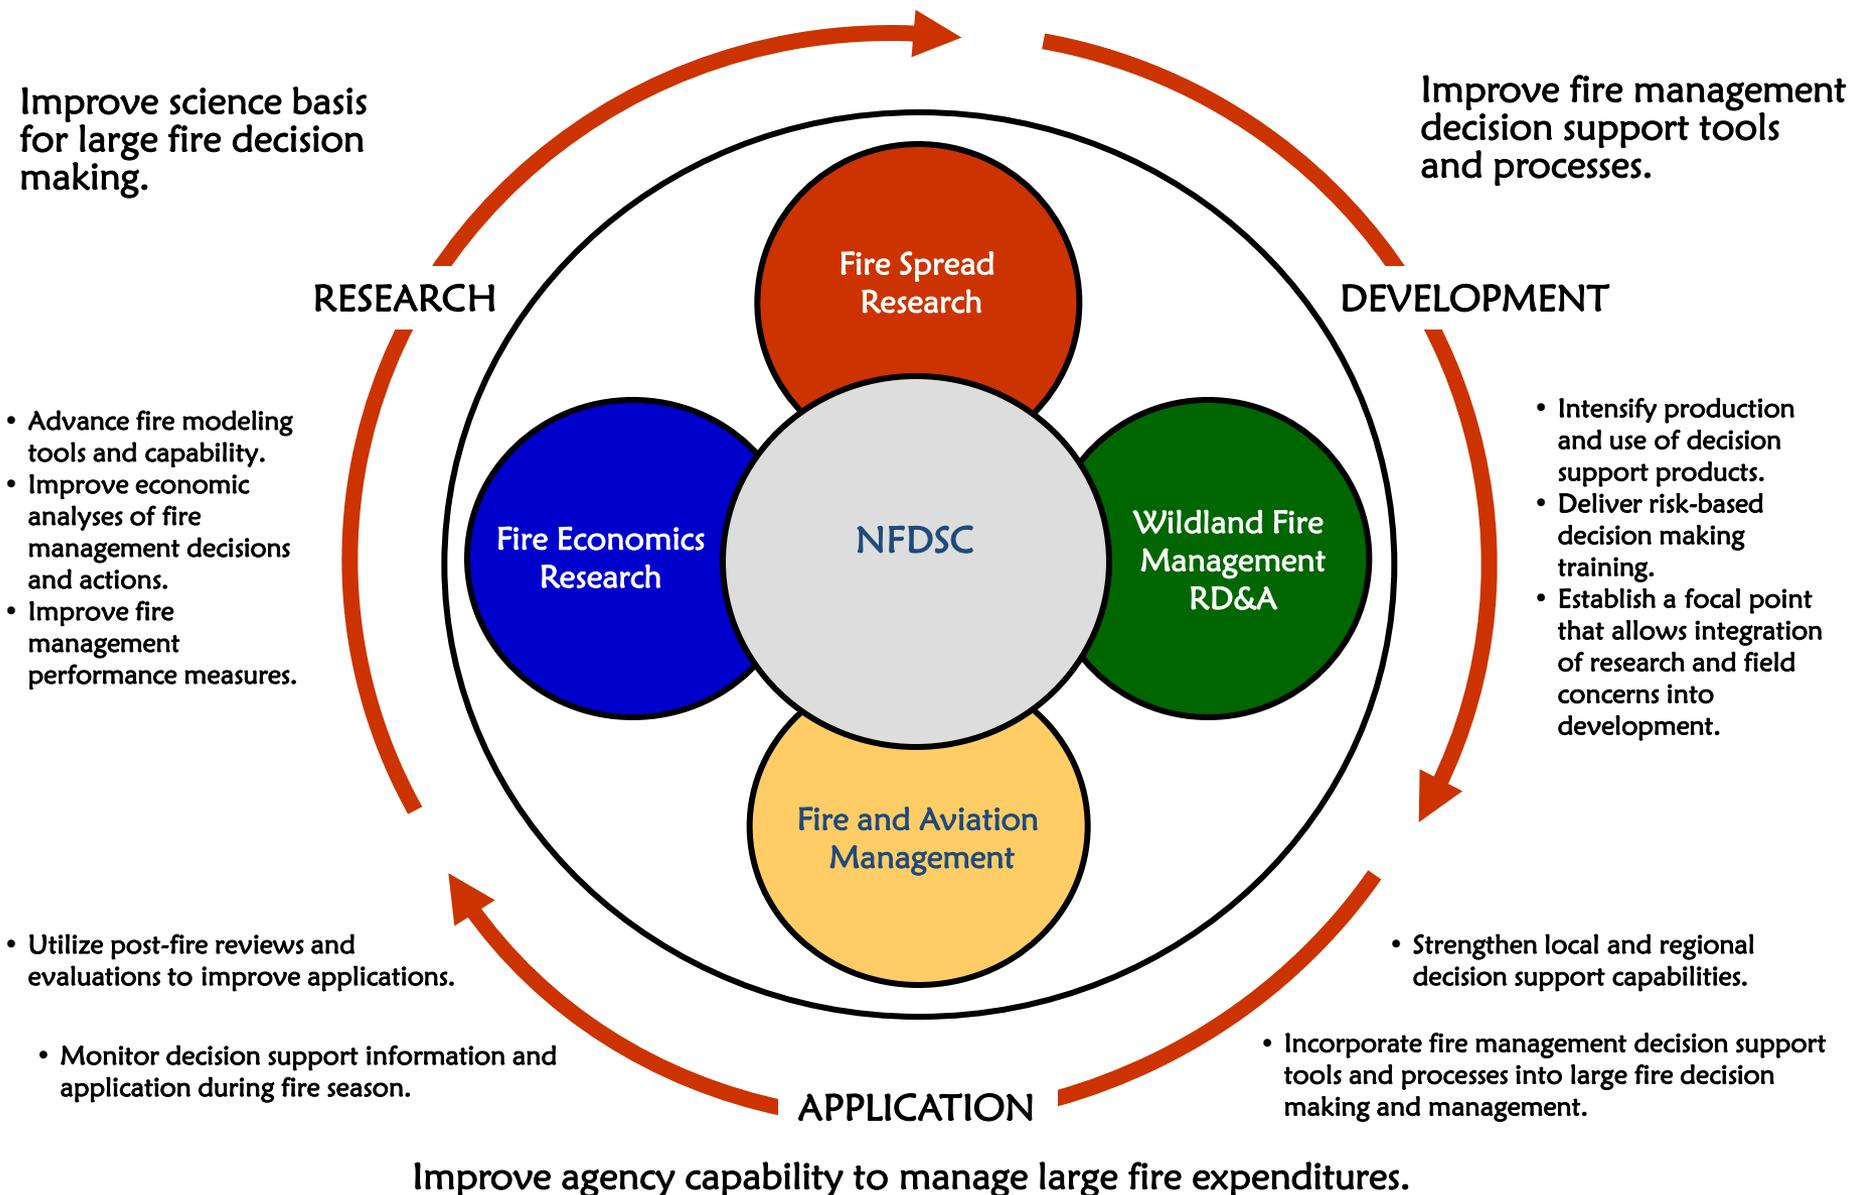 Improve science basis
for large fire decision
making.
Improve fire management
decision support tools
and processes.
RESEARCH
DEVELOPMENT
Fire Spread
Research
Fire Economics
Research
NFDSC
Wildland Fire
Management
RD&A
Fire and Aviation
Management
• Advance fire modeling
tools and capability.
• Improve economic
analyses of fire
management decisions
and actions.
• Improve fire
management
performance measures.
• Intensify production
and use of decision
support products.
• Deliver risk-based
decision making
training.
• Establish a focal point
that allows integration
of research and field
concerns into
development.
• Utilize post-fire reviews and
evaluations to improve applications.
• Monitor decision support information and
application during fire season.
• Strengthen local and regional
decision support capabilities.
• Incorporate fire management decision support
tools and processes into large fire decision
making and management.
APPLICATION
Improve agency capability to manage large fire expenditures.